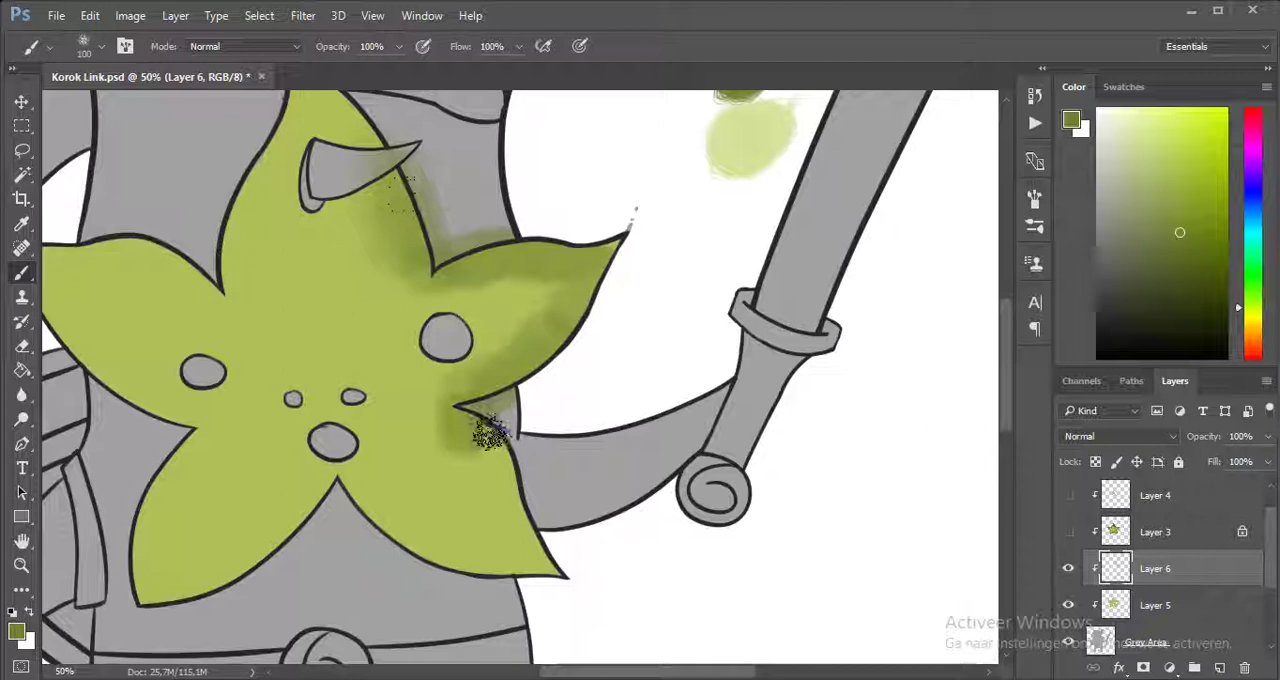 Ps File Edit Image Layer Type Select Filter 3D View Window Help
100 Mode: Normal Opacity: 100% Flow: 100% Essentials
Korok Link.psd @ 50% (Layer 6, RGB/8) *
Color Swatches
Channels Paths Layers
Kind
Normal Opacity: 100%
Lock: Fill: 100%
Layer 4
Layer 3
Layer 6
Layer 5
Grey Area
Activeer Windows
Ga naar instellingen om Windows te activeren.
50% Doc: 25,7M/115,1M